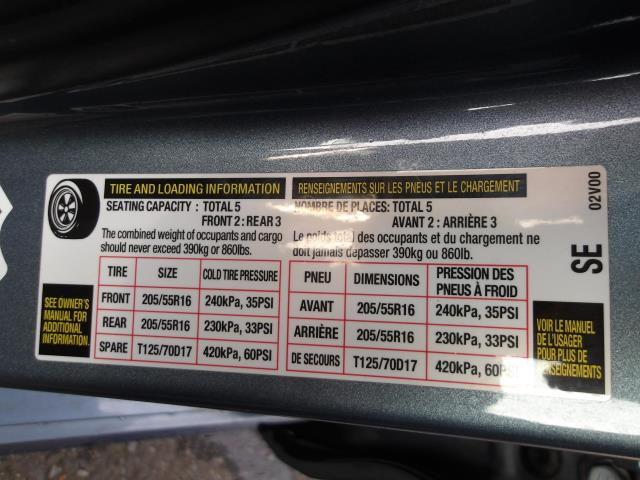 TIRE AND LOADING INFORMATION
SEATING CAPACITY : TOTAL 5
FRONT 2 : REAR 3
The combined weight of occupants and cargo
should never exceed 390kg or 860lbs.
TIRE SIZE COLD TIRE PRESSURE
FRONT 205/55R16 240kPa, 35PSI
REAR 205/55R16 230kPa, 33PSI
SPARE T125/70D17 420kPa, 60PSI
SEE OWNER'S
MANUAL FOR
ADDITIONAL
INFORMATION
RENSEIGNEMENTS SUR LES PNEUS ET LE CHARGEMENT
NOMBRE DE PLACES: TOTAL 5
AVANT 2 : ARRIÈRE 3
Le poids total des occupants et du chargement ne
doit jamais dépasser 390kg or 860lb.
PNEU DIMENSIONS PRESSION DES
PNEUS À FROID
AVANT 205/55R16 240kPa, 35PSI
ARRIÈRE 205/55R16 230kPa, 33PSI
DE SECOURS T125/70D17 420kPa, 60PSI
VOIR LE MANUEL
DE L'USAGER
POUR PLUS DE
RENSEIGNEMENTS
SE 02V00